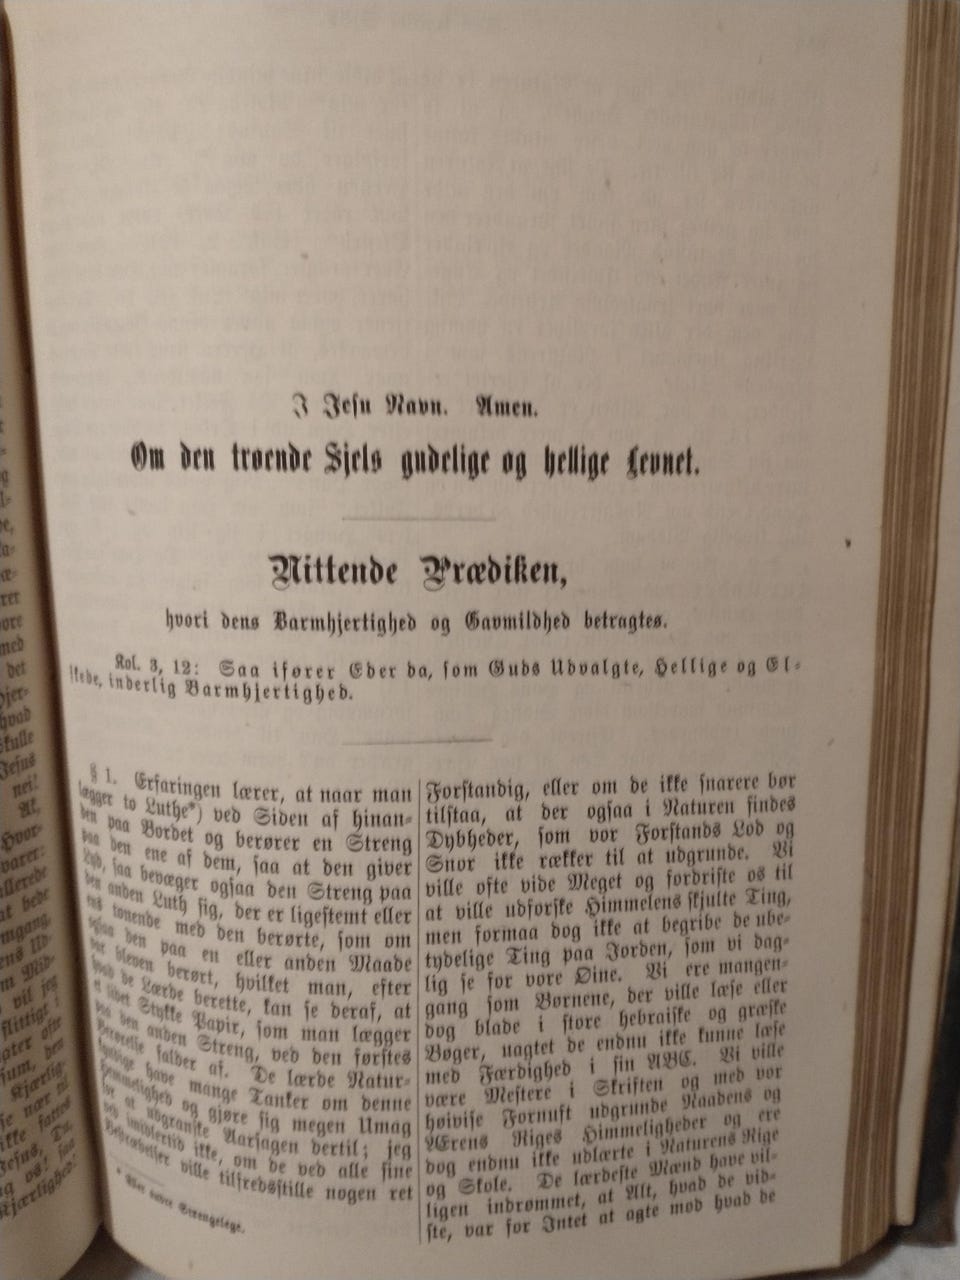 I Jesu Navn. Amen.
Om den troende Sjels gudelige og hellige Levnet.
Nittende Prædiken,
hvori dens Barmhjertighed og Gavmildhed betragtes.
Kol. 3, 12: Saa ifører Eder da, som Guds Udvalgte, Hellige og El-
skede, inderlig Barmhjertighed.
§ 1. Erfaringen lærer, at naar man
lægger to Luthe*) ved Siden af hinan-
den paa Bordet og berører en Streng
paa den ene af dem, saa at den giver
Lyd, saa bevæger ogsaa den Streng paa
den anden Luth sig, der er ligestemt eller
ens tonende med den berørte, som om
ogsaa den paa en eller anden Maade
var bleven berørt, hvilket man, efter
hvad de Lærde berette, kan se deraf, at
et lidet Stykke Papir, som man lægger
paa den anden Streng, ved den førstes
Berørelse falder af. De lærde Natur-
kyndige have mange Tanker om denne
Hemmelighed og gjøre sig megen Umag
for at udgranske Aarsagen dertil; jeg
ved imidlertid ikke, om de ved alle sine
Bestræbelser ville tilfredsstille nogen ret
Forstandig, eller om de ikke snarere bør
tilstaa, at der ogsaa i Naturen findes
Dybheder, som vor Forstands Lod og
Snor ikke rækker til at udgrunde. Vi
ville ofte vide Meget og fordriste os til
at ville udforske Himmelens skjulte Ting,
men formaa dog ikke at begribe de ube-
tydelige Ting paa Jorden, som vi dag-
lig se for vore Øine. Vi ere mangen-
gang som Børnene, der ville læse eller
dog blade i store hebraiske og græske
Bøger, uagtet de endnu ikke kunne læse
med Færdighed i sin ABC. Vi ville
være Mestere i Skriften og med vor
høivise Fornuft udgrunde Naadens og
Ærens Riges Himmeligheder og ere
dog endnu ikke udlærte i Naturens Rige
og Skole. De lærdeste Mænd have vil-
ligen indrømmet, at Alt, hvad de vid-
ste, var for Intet at agte mod hvad de
Strengelege.